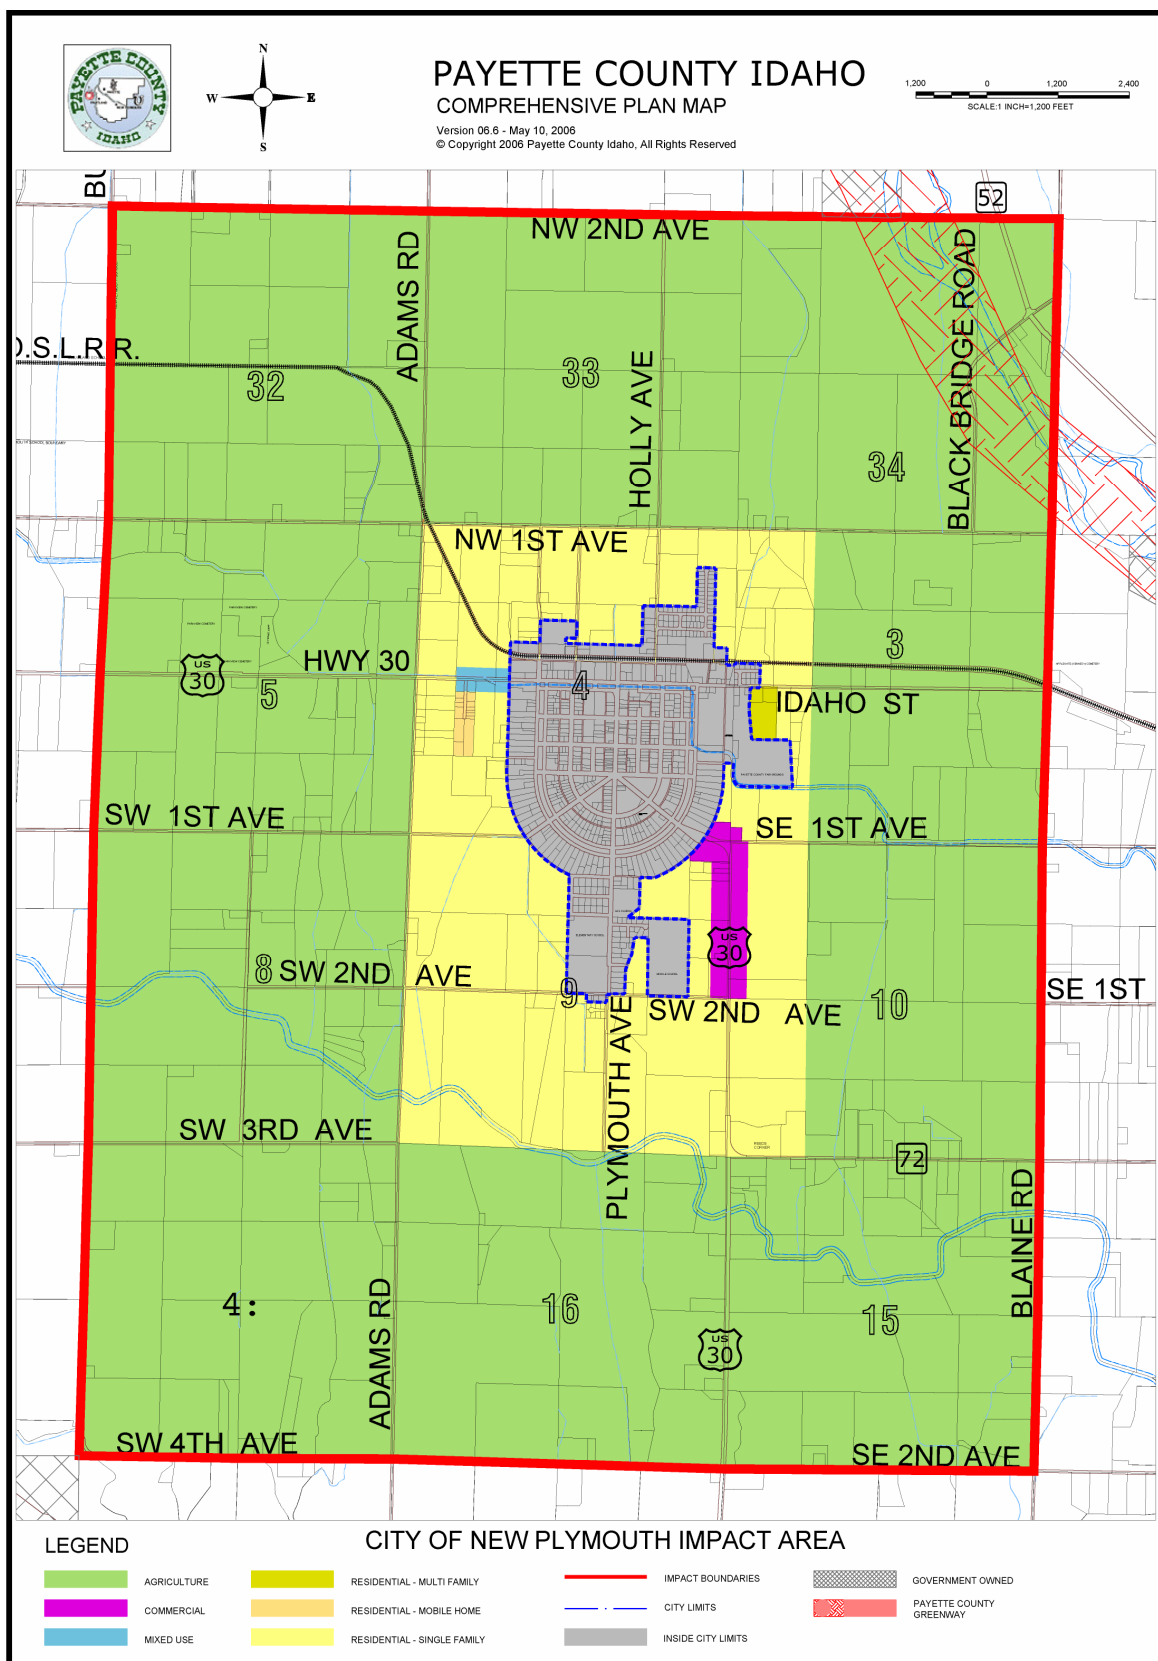 PAYETTE COUNTY
IDAHO
N
W
E
S
PAYETTE COUNTY IDAHO
COMPREHENSIVE PLAN MAP
Version 06.6 - May 10, 2006
© Copyright 2006 Payette County Idaho, All Rights Reserved
1,200 0 1,200 2,400
SCALE:1 INCH=1,200 FEET
BU
52
NW 2ND AVE
ADAMS RD
BLACK BRIDGE ROAD
O.S.L.R.R.
32
33
HOLLY AVE
34
NW 1ST AVE
3
HWY 30
US
30
5
4
IDAHO ST
SW 1ST AVE
SE 1ST AVE
US
30
8
SW 2ND AVE
9
SW 2ND AVE
10
SE 1ST
PLYMOUTH AVE
SW 3RD AVE
72
BLAINE RD
4:
16
15
ADAMS RD
US
30
SW 4TH AVE
SE 2ND AVE
LEGEND
CITY OF NEW PLYMOUTH IMPACT AREA
AGRICULTURE
COMMERCIAL
MIXED USE
RESIDENTIAL - MULTI FAMILY
RESIDENTIAL - MOBILE HOME
RESIDENTIAL - SINGLE FAMILY
IMPACT BOUNDARIES
CITY LIMITS
INSIDE CITY LIMITS
GOVERNMENT OWNED
PAYETTE COUNTY
GREENWAY